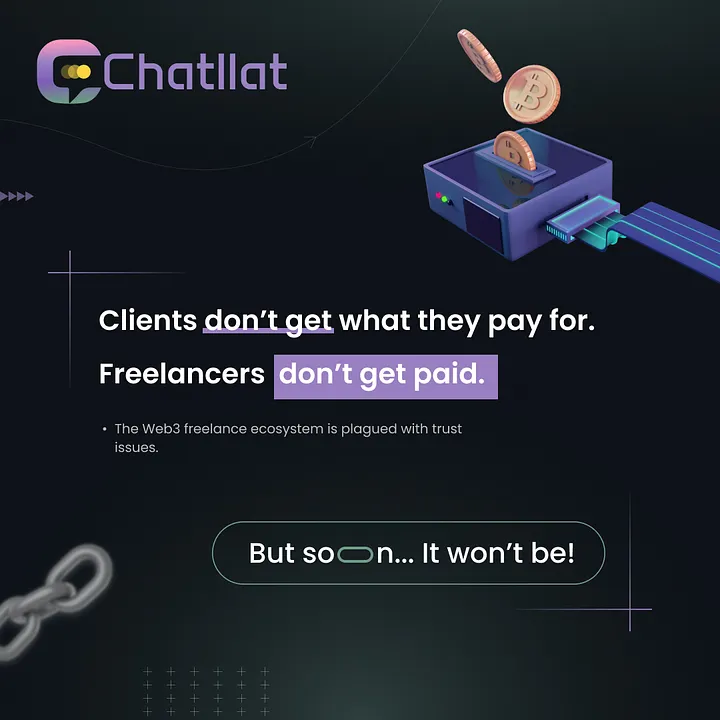 Chatllat
Clients don't get what they pay for.
Freelancers don't get paid.
• The Web3 freelance ecosystem is plagued with trust
issues.
But soon... It won't be!